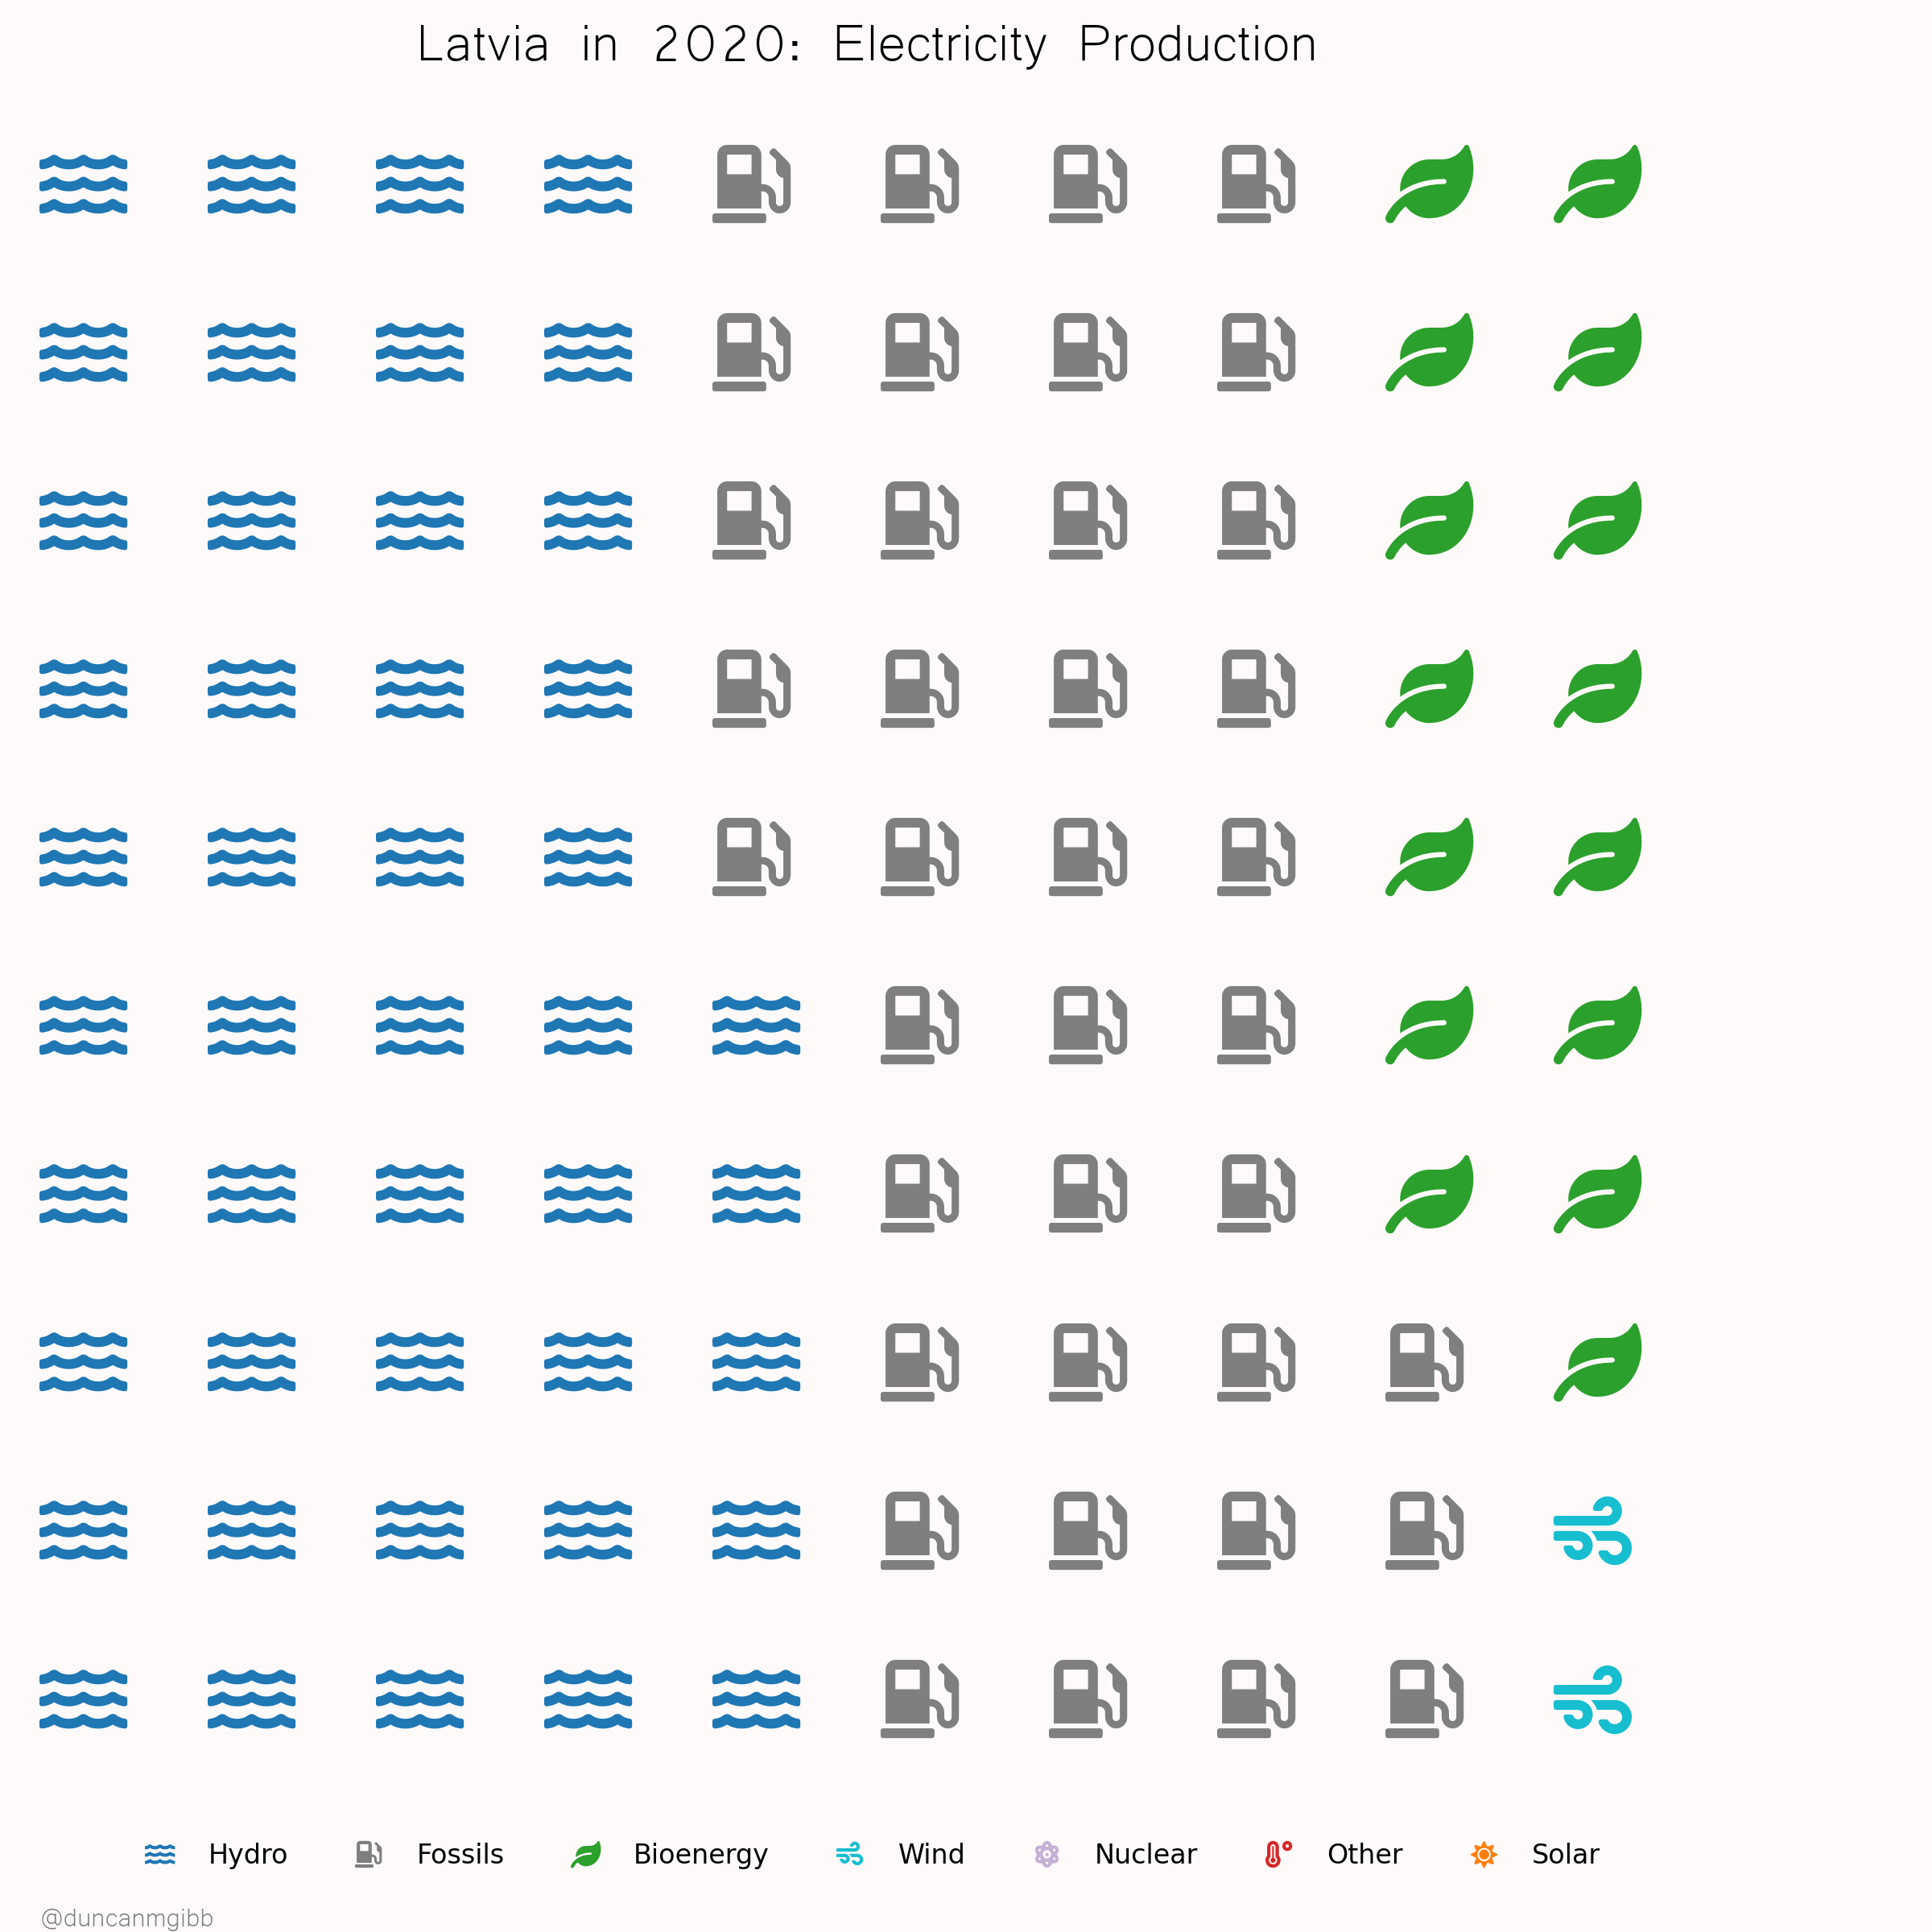 Latvia in 2020: Electricity Production
Hydro Fossils Bioenergy Wind Nuclear Other Solar
@duncanmgibb